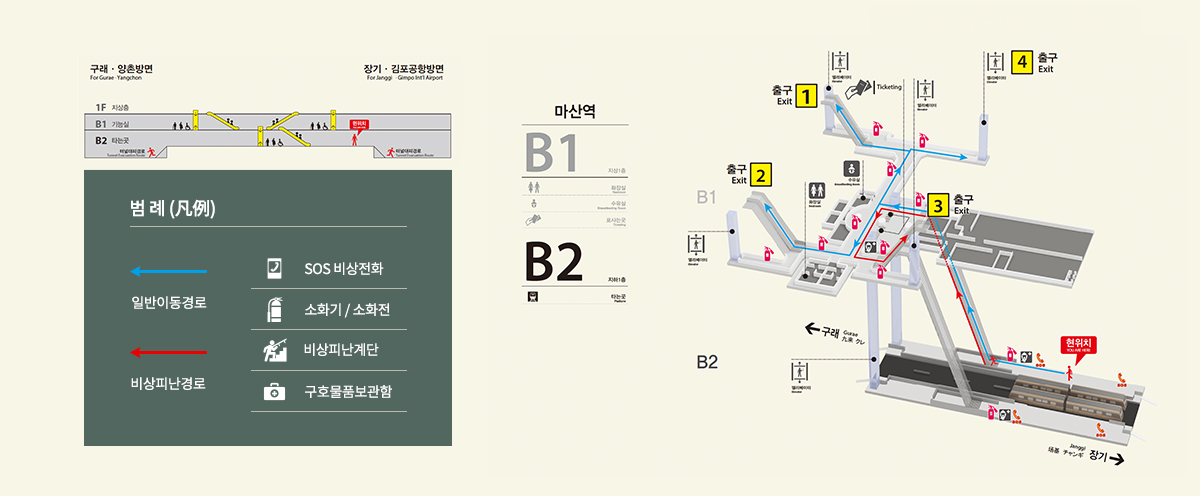 구래 · 양촌방면
For Gurae · Yangchon
장기 · 김포공항방면
For Janggi · Gimpo Int'l Airport
1F 지상층
B1 기능실
B2 타는곳
현위치
터널대피경로
Tunnel Evacuation Route
터널대피경로
Tunnel Evacuation Route
범 례 (凡例)
일반이동경로
비상피난경로
SOS 비상전화
소화기 / 소화전
비상피난계단
구호물품보관함
마산역
B1
지상1층
화장실
Restroom
수유실
Breastfeeding Room
표사는곳
Ticketing
B2
지하1층
타는곳
Platform
출구
Exit
1
엘리베이터
Elevator
Ticketing
엘리베이터
Elevator
엘리베이터
Elevator
4
출구
Exit
출구
Exit
2
화장실
Restroom
수유실
Breastfeeding Room
3
출구
Exit
B1
엘리베이터
Elevator
구래
Gurae
九來 クレ
B2
엘리베이터
Elevator
현위치
YOU ARE HERE
SOS
SOS
SOS
SOS
Janggi
场基 チャンギ 장기